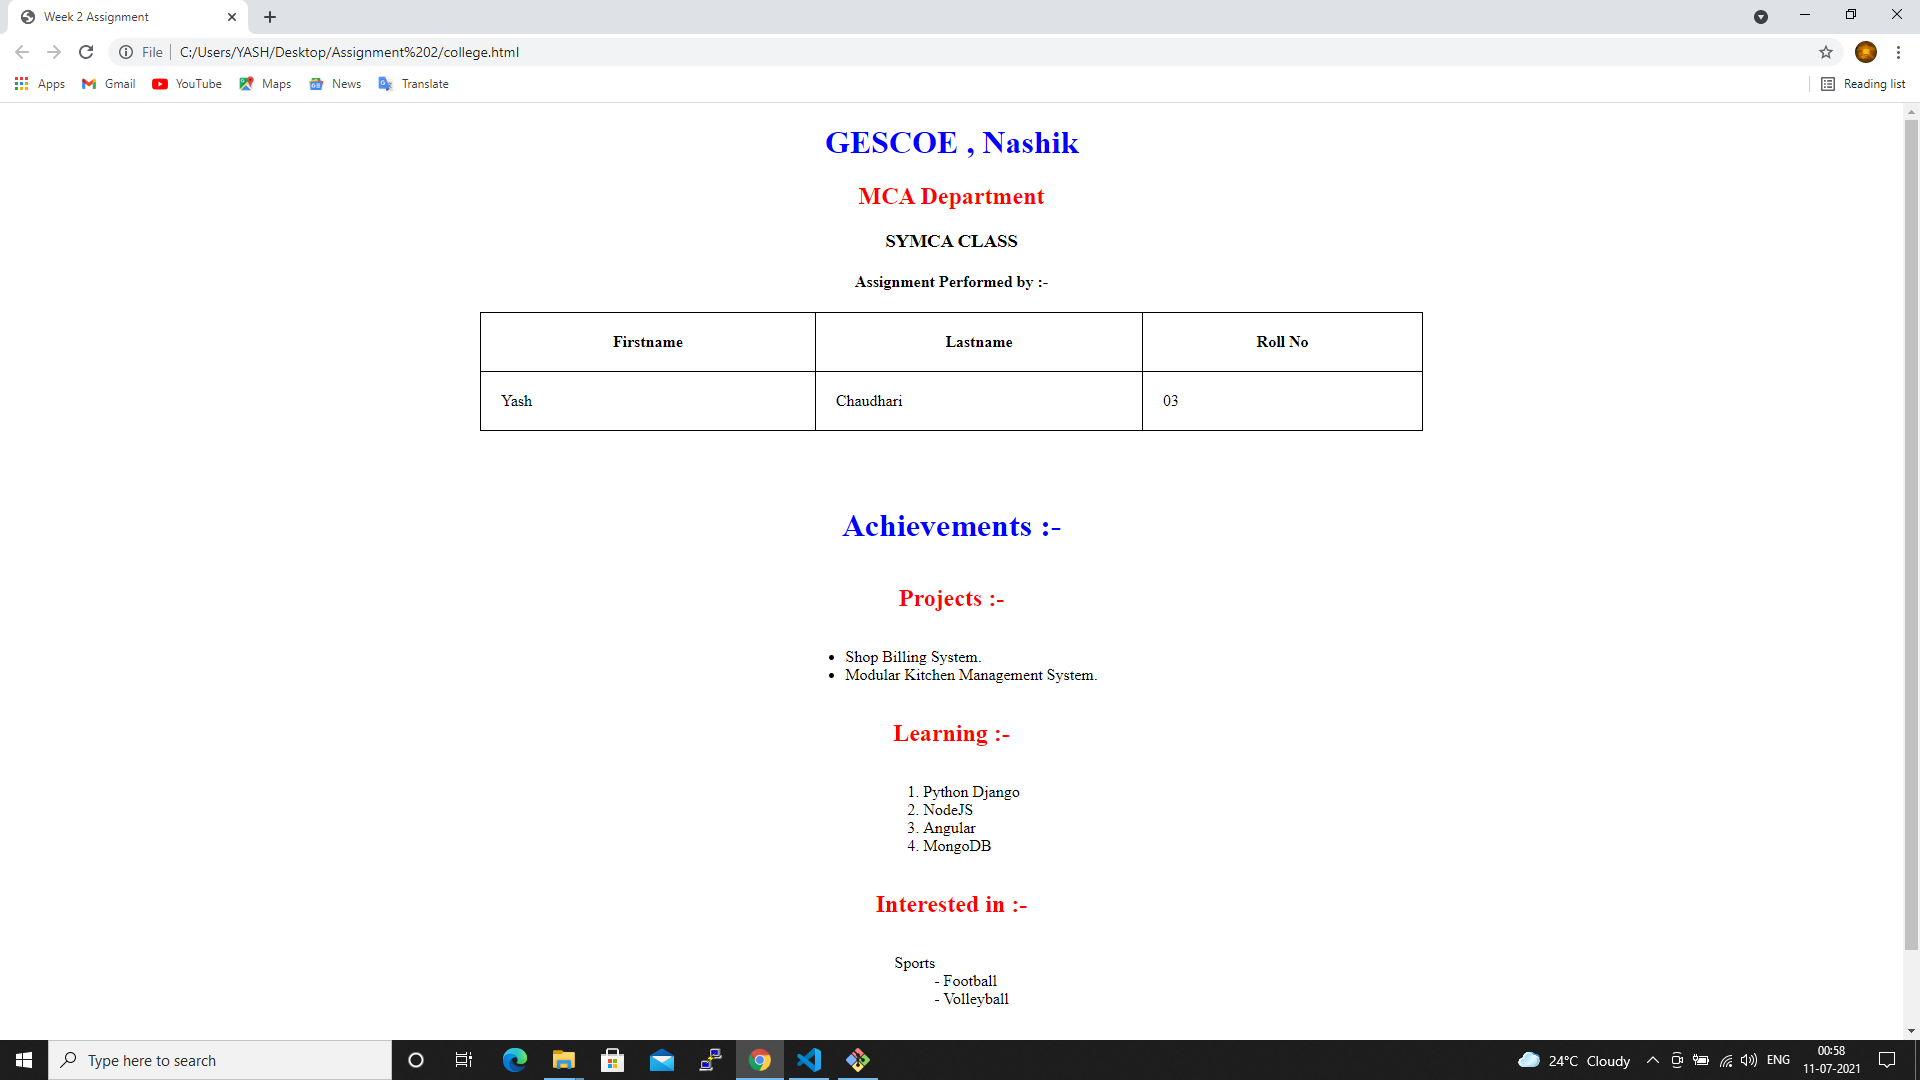 Week 2 Assignment
File
C:/Users/YASH/Desktop/Assignment%202/college.html
Apps Gmail YouTube Maps News Translate Reading list
GESCOE , Nashik
MCA Department
SYMCA CLASS
Assignment Performed by :-
Firstname Lastname Roll No
Yash Chaudhari 03
Achievements :-
Projects :-
• Shop Billing System.
• Modular Kitchen Management System.
Learning :-
1. Python Django
2. NodeJS
3. Angular
4. MongoDB
Interested in :-
Sports
- Football
- Volleyball
Type here to search
24°C Cloudy
ENG
00:58
11-07-2021